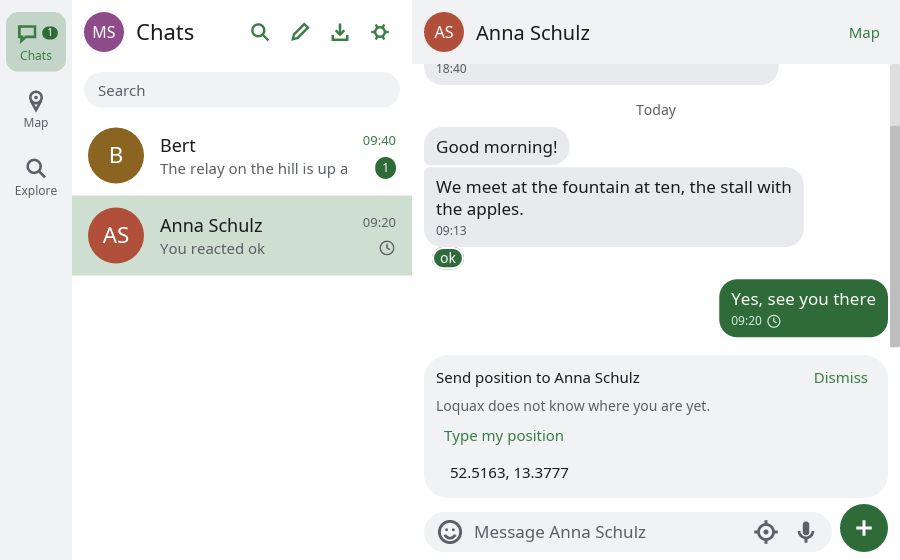 1
Chats
Map
Explore
MS
Chats
Search
B
Bert
09:40
The relay on the hill is up a
1
AS
Anna Schulz
09:20
You reacted ok
AS
Anna Schulz
Map
18:40
Today
Good morning!
We meet at the fountain at ten, the stall with
the apples.
09:13
ok
Yes, see you there
09:20
Send position to Anna Schulz
Dismiss
Loquax does not know where you are yet.
Type my position
52.5163, 13.3777
Message Anna Schulz